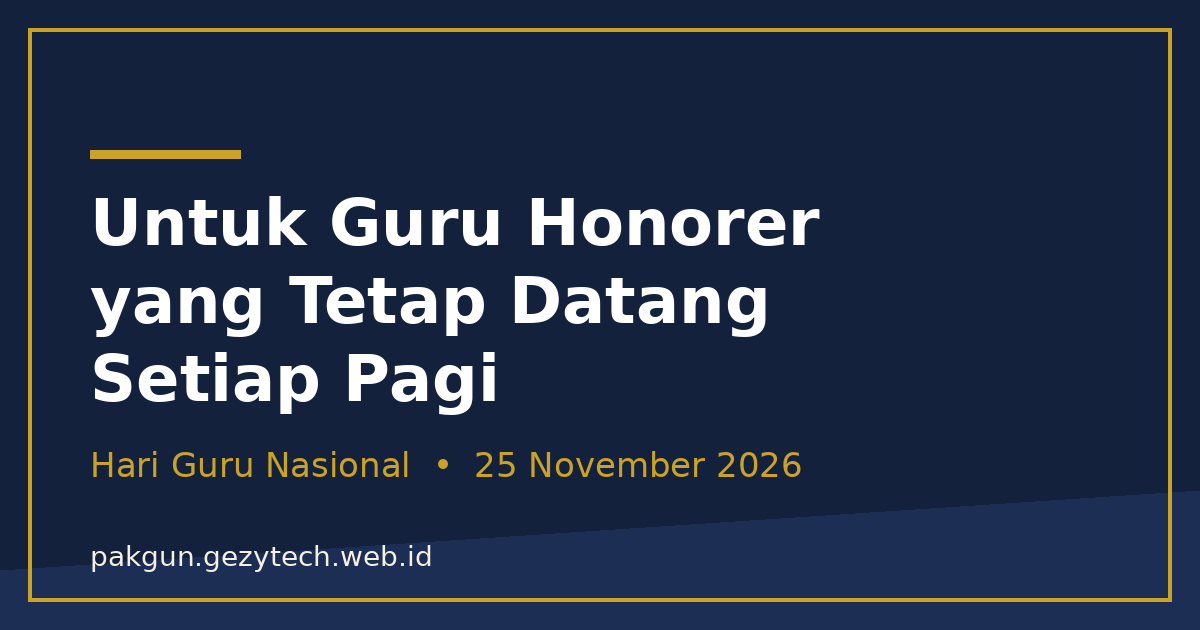 Untuk Guru Honorer
yang Tetap Datang
Setiap Pagi
Hari Guru Nasional • 25 November 2026
pakgun.gezytech.web.id